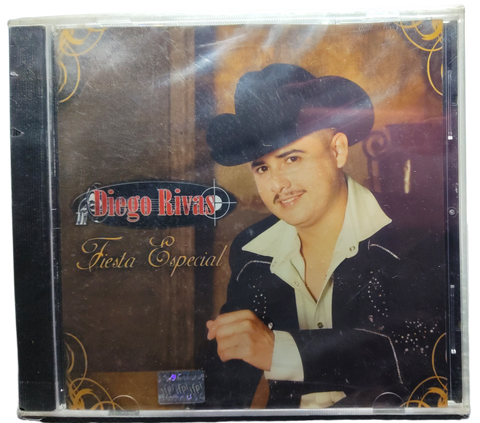 Diego Rivas
Fiesta Especial